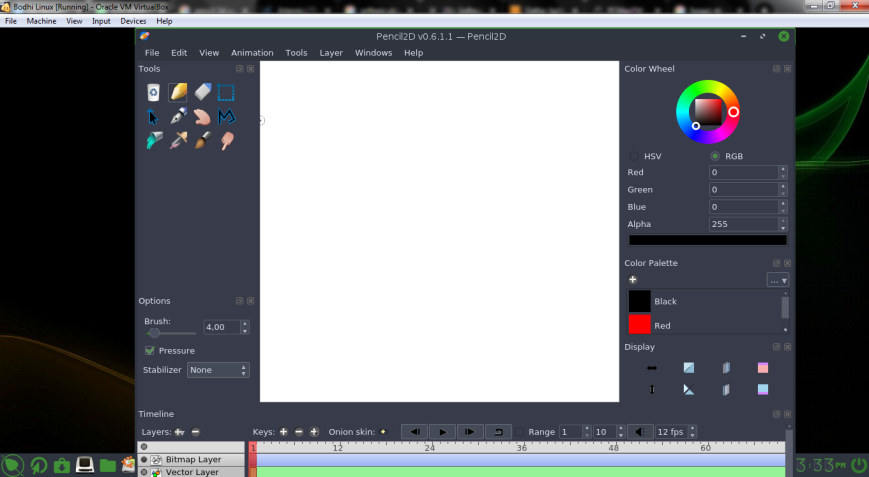 Bodhi Linux [Running] - Oracle VM VirtualBox
File Machine View Input Devices Help
Pencil2D v0.6.1.1 — Pencil2D
File Edit View Animation Tools Layer Windows Help
Tools
Color Wheel
HSV RGB
Red 0
Green 0
Blue 0
Alpha 255
Color Palette
... 
Black
Red
Options
Brush:
4,00
Pressure
Stabilizer None
Display
Timeline
Layers: Keys: Onion skin: Range 1 10 12 fps
1 12 24 36 48 60
Bitmap Layer
Vector Layer
3:33PM